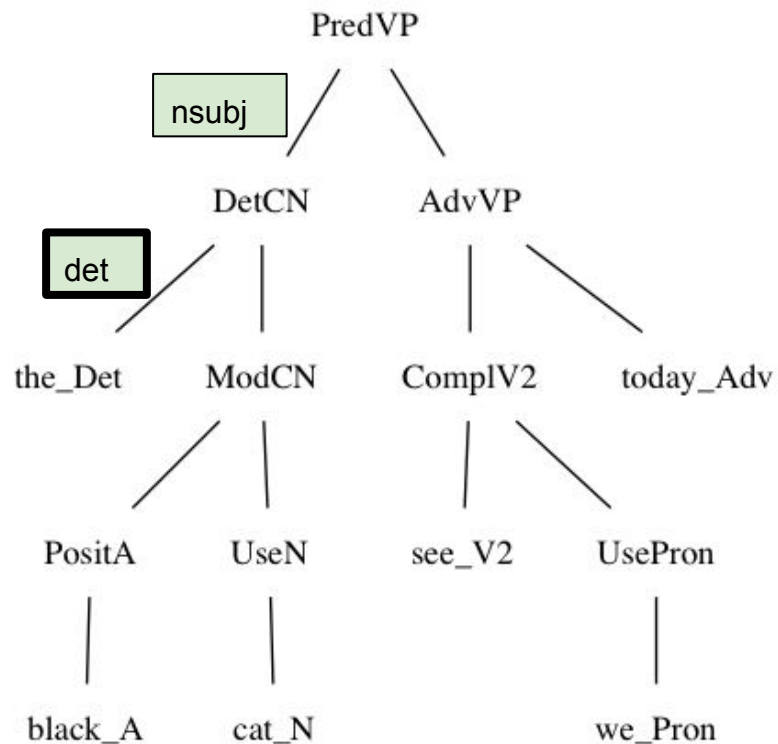 PredVP
nsubj
DetCN AdvVP
det
the_Det ModCN ComplV2 today_Adv
PositA UseN see_V2 UsePron
black_A cat_N we_Pron